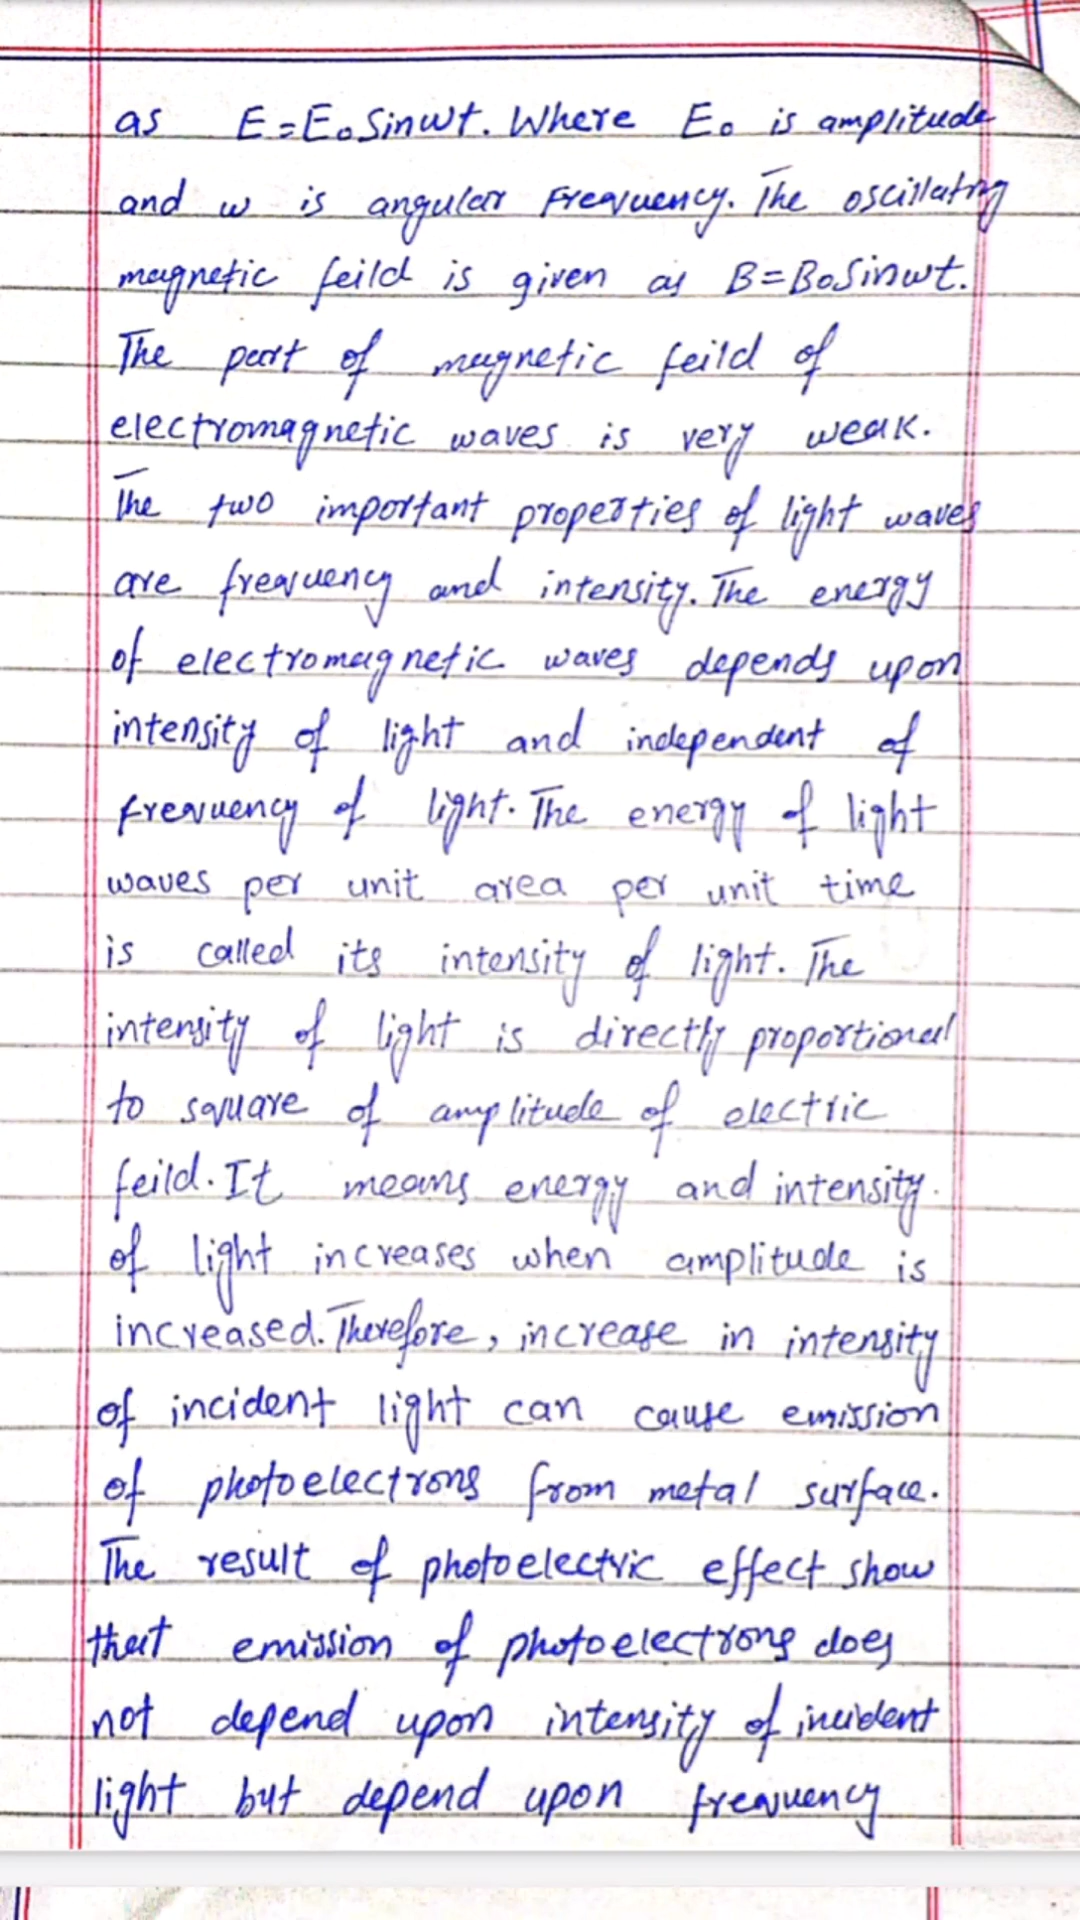 as E=E₀Sinωt. Where E₀ is amplitude
and ω is angular Frequency. The oscillating
magnetic feild is given as B=B₀Sinωt.
The part of magnetic feild of
electromagnetic waves is very weak.
The two important properties of light waves
are frequency and intensity. The energy
of electromagnetic waves depends upon
intensity of light and independent of
frequency of light. The energy of light
waves per unit area per unit time
is called its intensity of light. The
intensity of light is directly proportional
to square of amplitude of electric
feild. It means energy and intensity
of light increases when amplitude is
increased. Therefore, increase in intensity
of incident light can cause emission
of photoelectrons from metal surface.
The result of photoelectric effect show
that emission of photoelectrons does
not depend upon intensity of incident
light but depend upon frequency